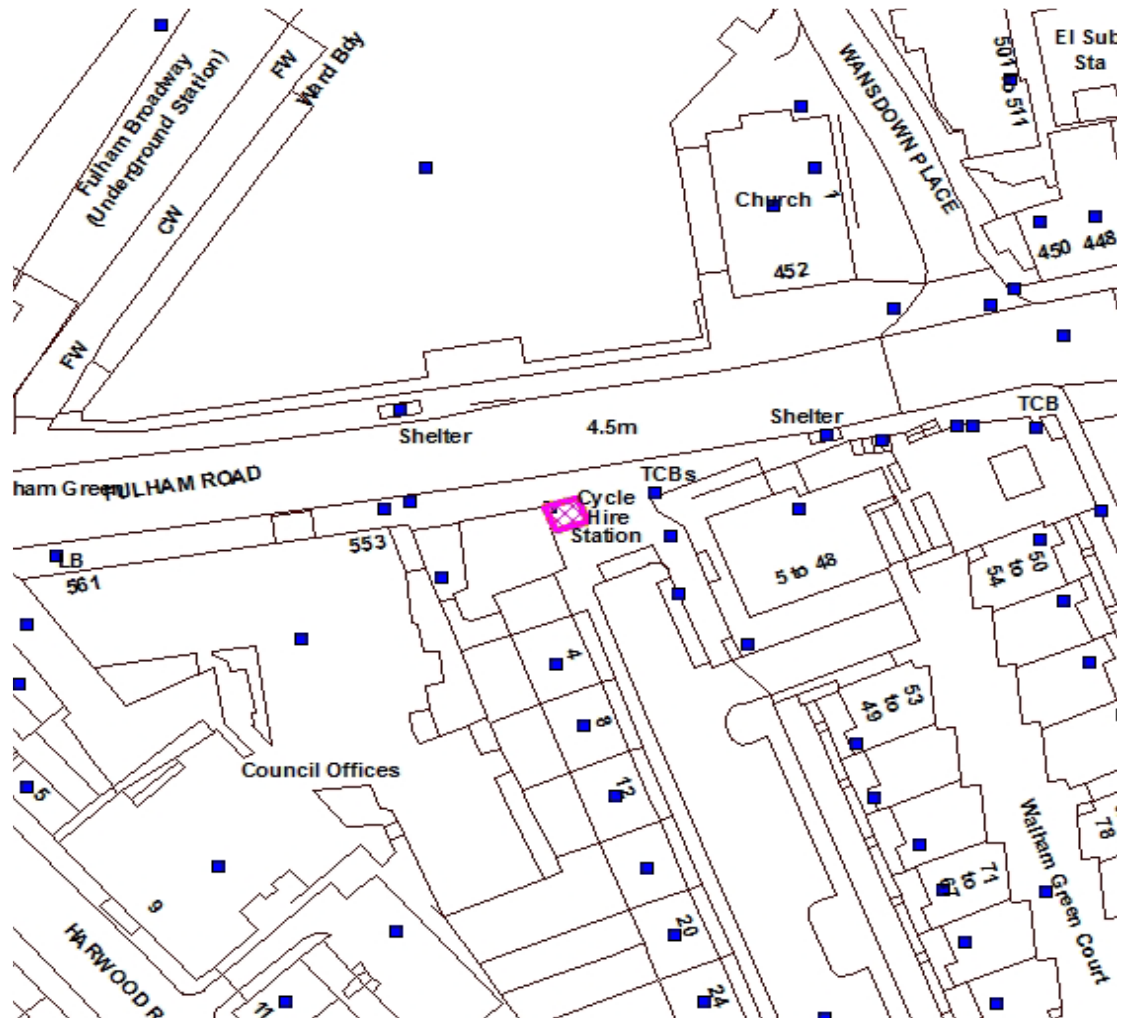 FW
Ward Bdy
Fulham Broadway
(Underground Station)
CW
FW
WANSDOWN PLACE
501 to 511
El Sub
Sta
Church
1
452
450
448
Shelter
4.5m
Shelter
TCB
ham Green
FULHAM ROAD
TCBs
Cycle
Hire
Station
LB
561
553
5 to 48
54
to
50
4
8
12
20
24
53
to
49
Council Offices
5
9
HARWOOD R
11
71
to
67
78
Walham Green Court